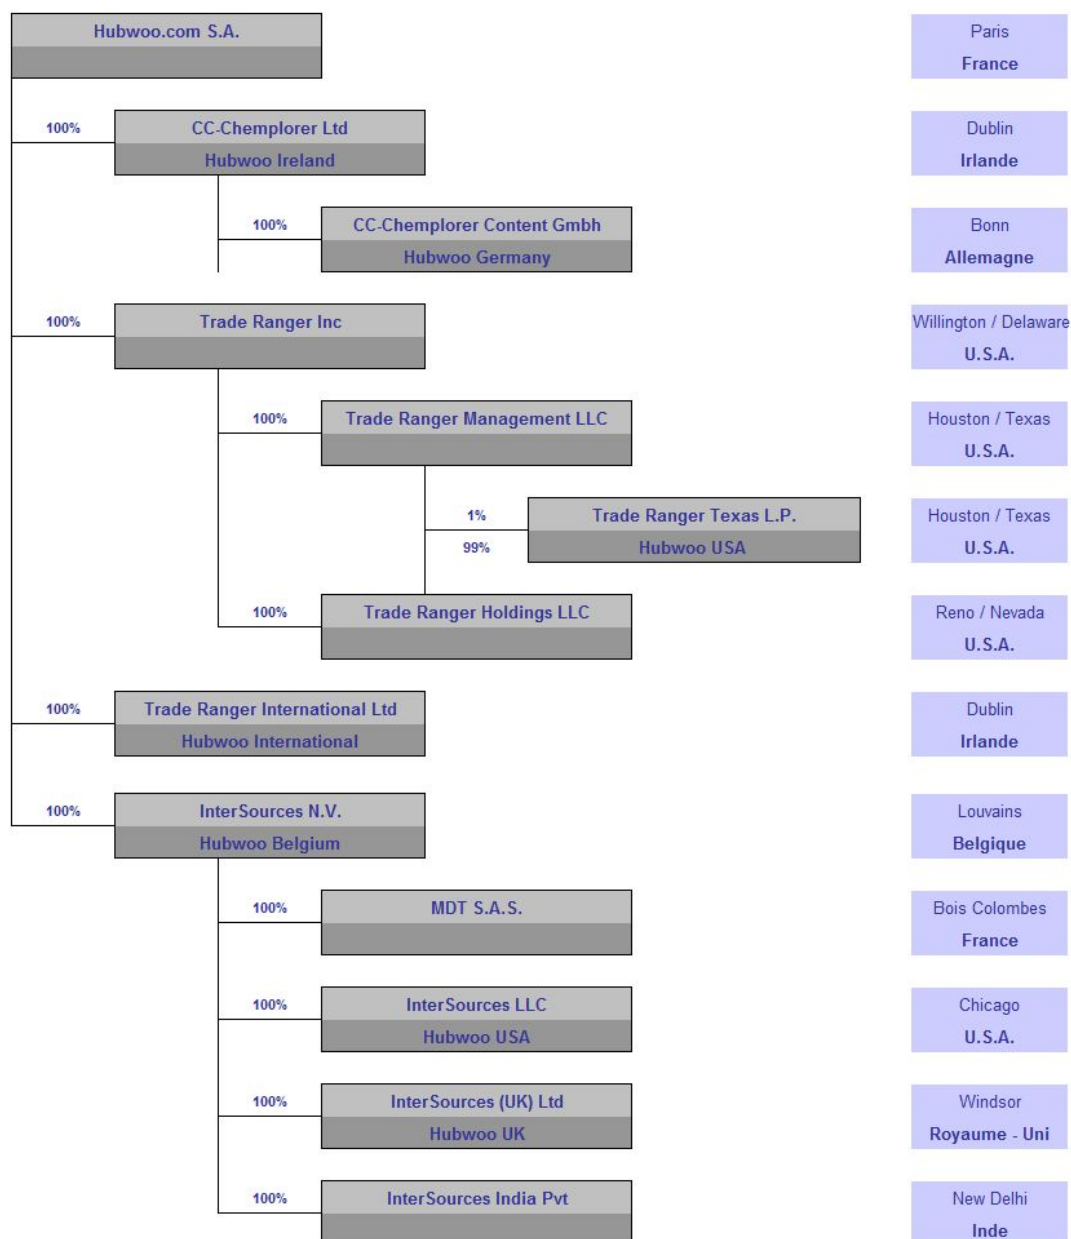 Hubwoo.com S.A.
Paris
France
100%
CC-Chemplorer Ltd
Hubwoo Ireland
Dublin
Irlande
100%
CC-Chemplorer Content Gmbh
Hubwoo Germany
Bonn
Allemagne
100%
Trade Ranger Inc
Willington / Delaware
U.S.A.
100%
Trade Ranger Management LLC
Houston / Texas
U.S.A.
1%
99%
Trade Ranger Texas L.P.
Hubwoo USA
Houston / Texas
U.S.A.
100%
Trade Ranger Holdings LLC
Reno / Nevada
U.S.A.
100%
Trade Ranger International Ltd
Hubwoo International
Dublin
Irlande
100%
InterSources N.V.
Hubwoo Belgium
Louvains
Belgique
100%
MDT S.A.S.
Bois Colombes
France
100%
InterSources LLC
Hubwoo USA
Chicago
U.S.A.
100%
InterSources (UK) Ltd
Hubwoo UK
Windsor
Royaume - Uni
100%
InterSources India Pvt
New Delhi
Inde